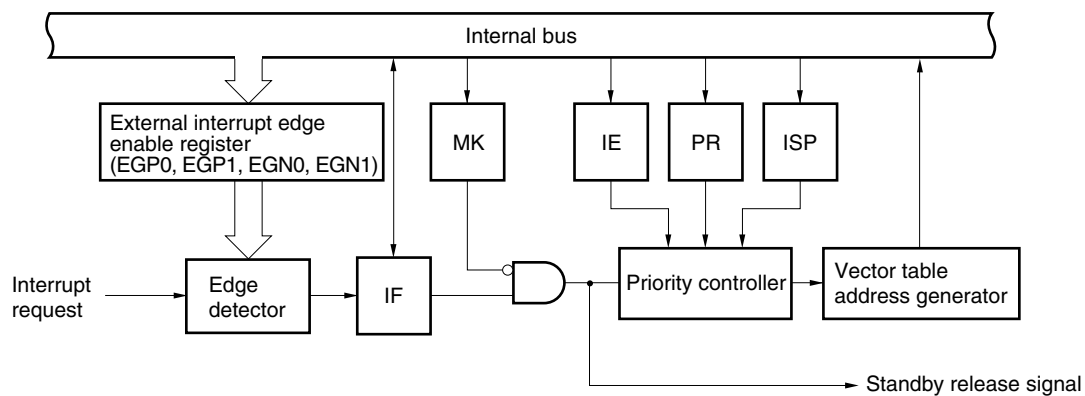 Internal bus
External interrupt edge
enable register
(EGP0, EGP1, EGN0, EGN1)
MK
IE
PR
ISP
Interrupt
request
Edge
detector
IF
Priority controller
Vector table
address generator
Standby release signal